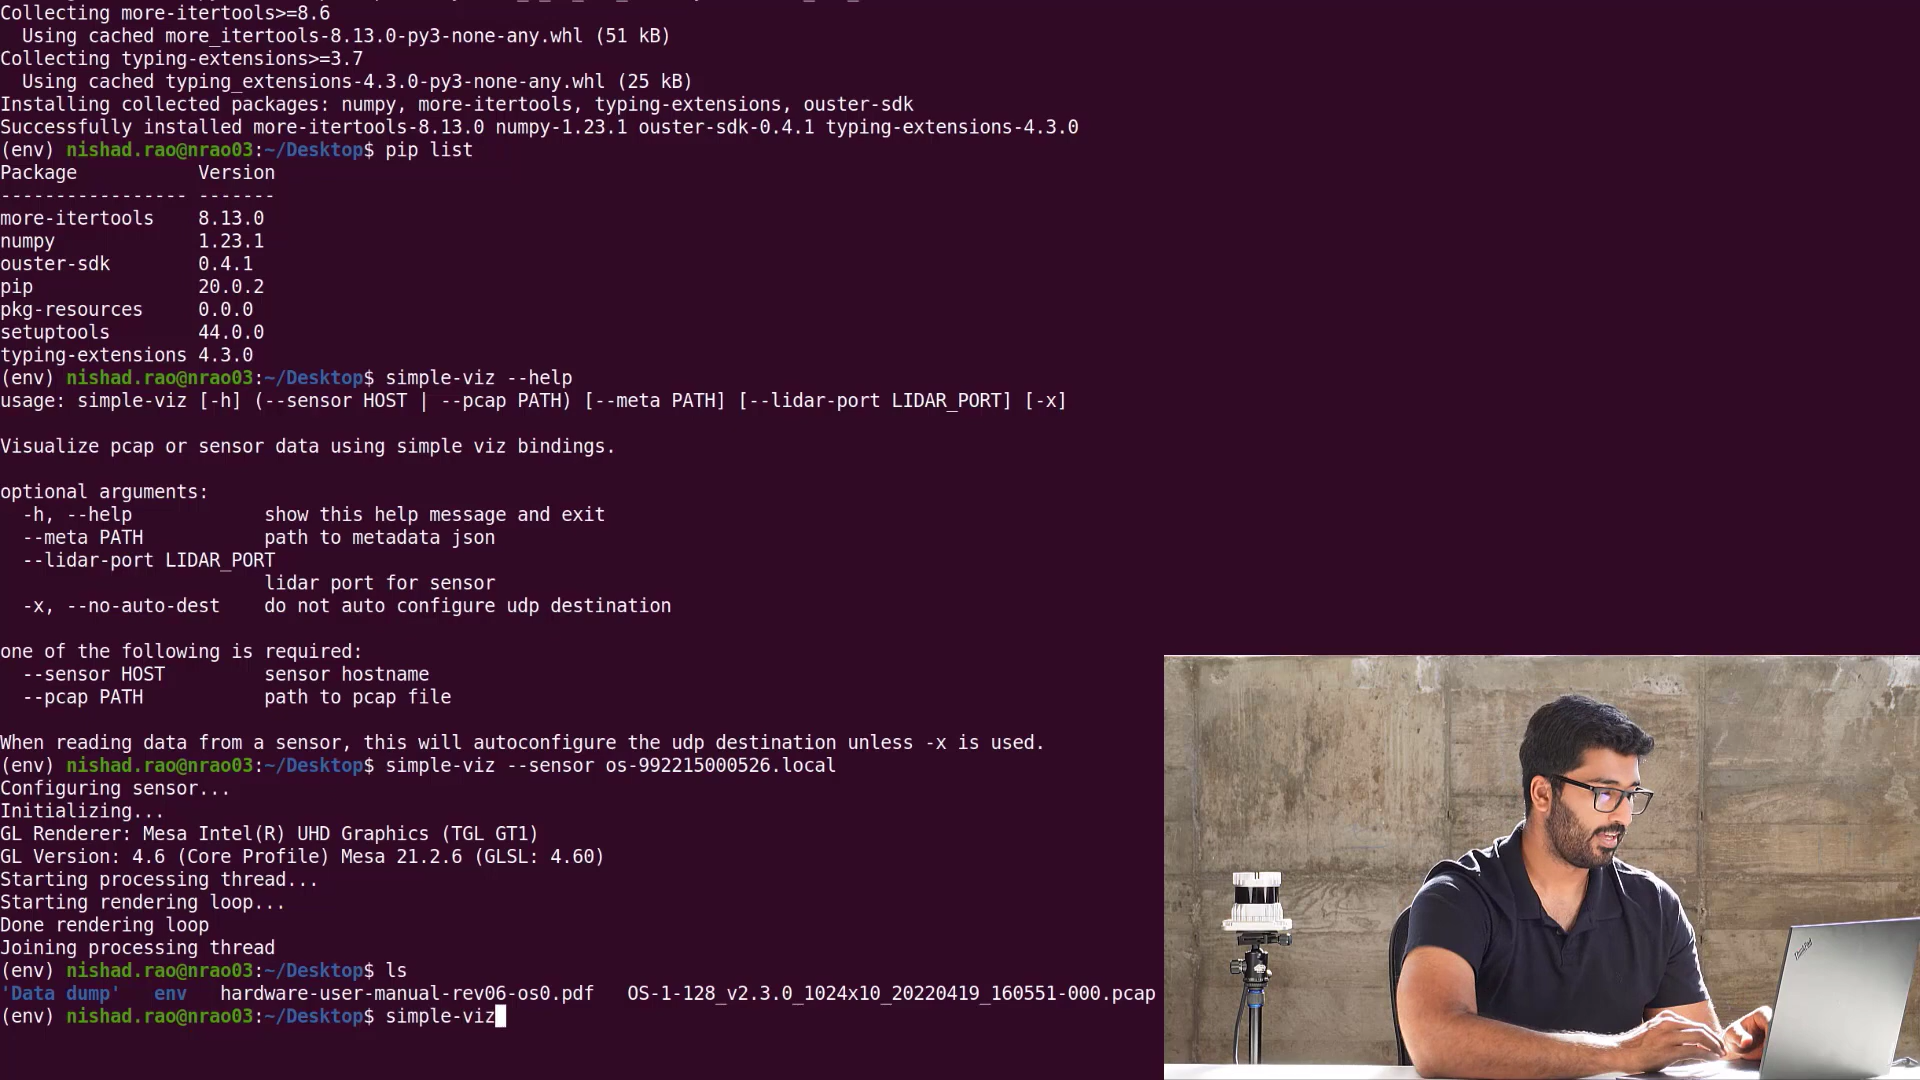 Collecting more-itertools>=8.6
  Using cached more_itertools-8.13.0-py3-none-any.whl (51 kB)
Collecting typing-extensions>=3.7
  Using cached typing_extensions-4.3.0-py3-none-any.whl (25 kB)
Installing collected packages: numpy, more-itertools, typing-extensions, ouster-sdk
Successfully installed more-itertools-8.13.0 numpy-1.23.1 ouster-sdk-0.4.1 typing-extensions-4.3.0
(env) nishad.rao@nrao03:~/Desktop$ pip list
Package           Version
----------------- -------
more-itertools    8.13.0
numpy             1.23.1
ouster-sdk        0.4.1
pip               20.0.2
pkg-resources     0.0.0
setuptools        44.0.0
typing-extensions 4.3.0
(env) nishad.rao@nrao03:~/Desktop$ simple-viz --help
usage: simple-viz [-h] (--sensor HOST | --pcap PATH) [--meta PATH] [--lidar-port LIDAR_PORT] [-x]
Visualize pcap or sensor data using simple viz bindings.
optional arguments:
  -h, --help            show this help message and exit
  --meta PATH           path to metadata json
  --lidar-port LIDAR_PORT
                        lidar port for sensor
  -x, --no-auto-dest    do not auto configure udp destination
one of the following is required:
  --sensor HOST         sensor hostname
  --pcap PATH           path to pcap file
When reading data from a sensor, this will autoconfigure the udp destination unless -x is used.
(env) nishad.rao@nrao03:~/Desktop$ simple-viz --sensor os-992215000526.local
Configuring sensor...
Initializing...
GL Renderer: Mesa Intel(R) UHD Graphics (TGL GT1)
GL Version: 4.6 (Core Profile) Mesa 21.2.6 (GLSL: 4.60)
Starting processing thread...
Starting rendering loop...
Done rendering loop
Joining processing thread
(env) nishad.rao@nrao03:~/Desktop$ ls
'Data dump'   env   hardware-user-manual-rev06-os0.pdf   OS-1-128_v2.3.0_1024x10_20220419_160551-000.pcap
(env) nishad.rao@nrao03:~/Desktop$ simple-viz
ThinkPad